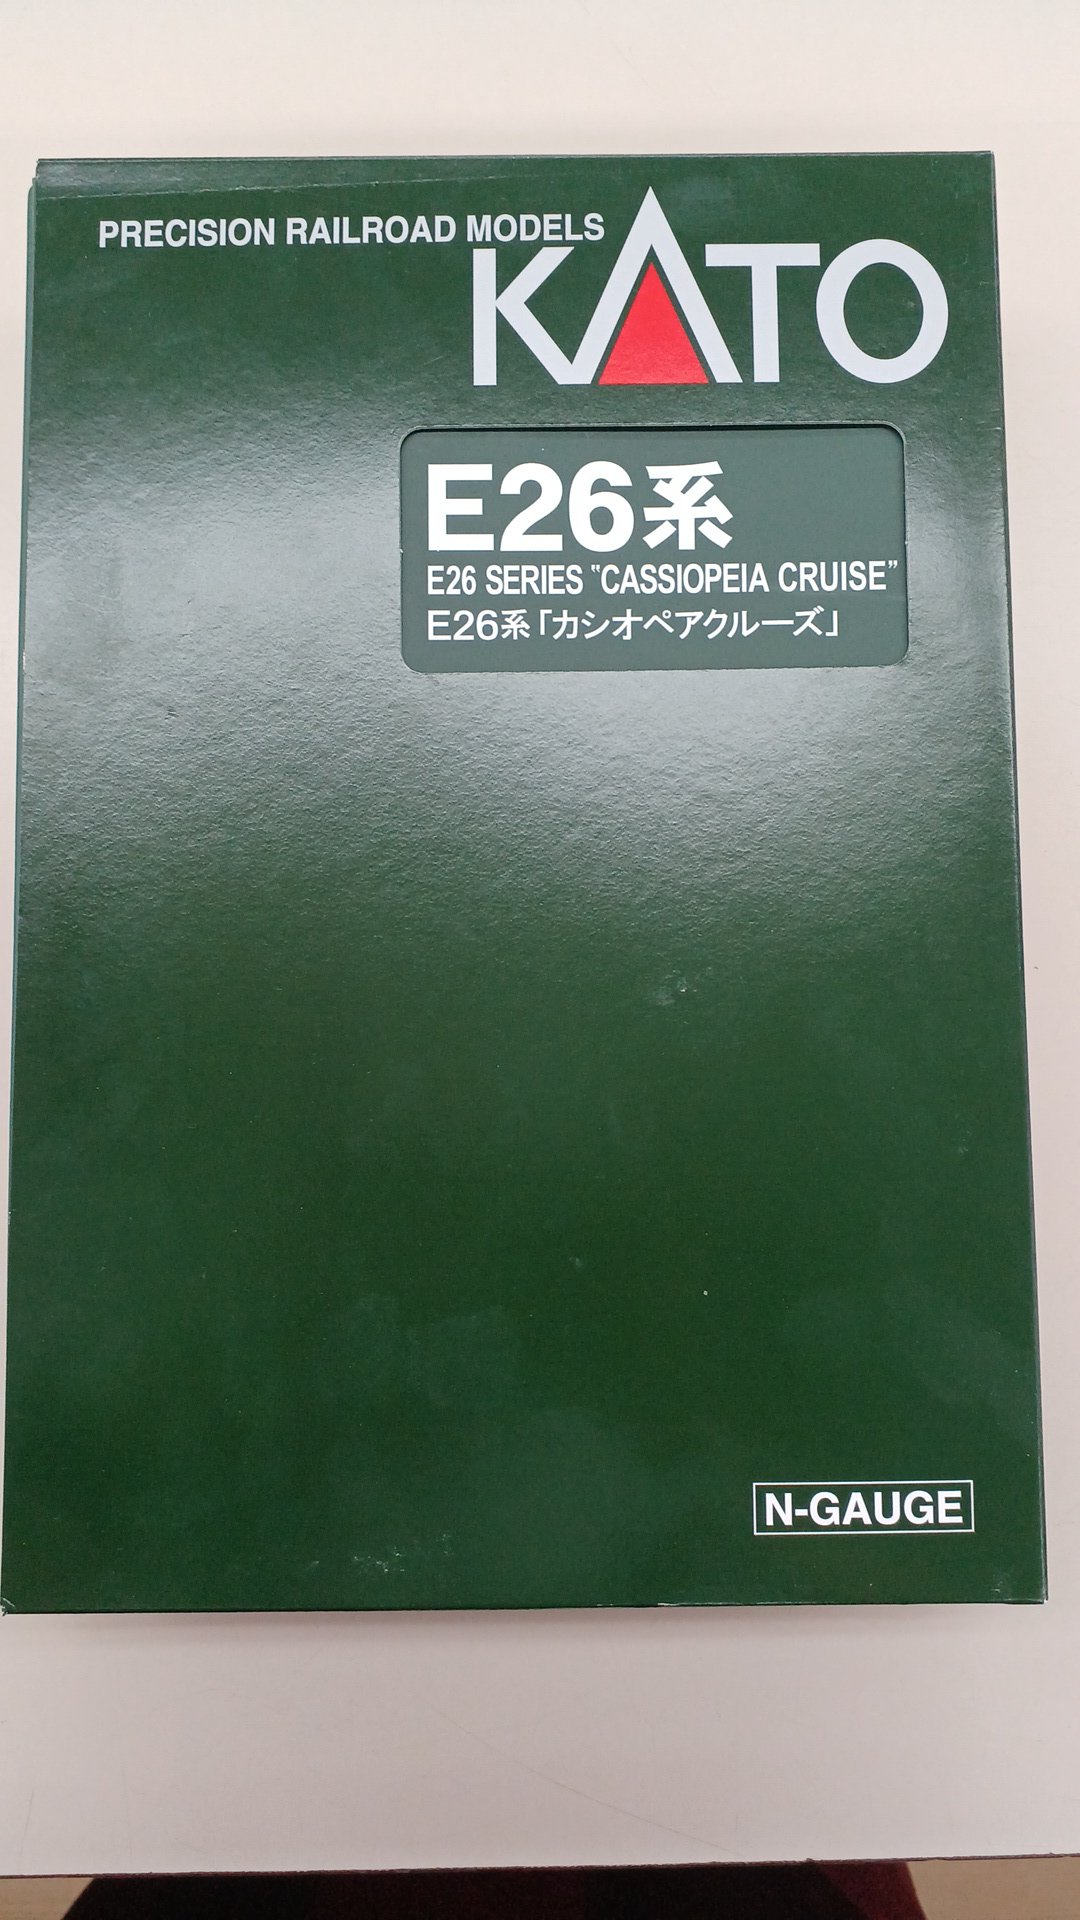 PRECISION RAILROAD MODELS
KATO
E26系
E26 SERIES "CASSIOPEIA CRUISE"
E26系「カシオペアクルーズ」
N-GAUGE